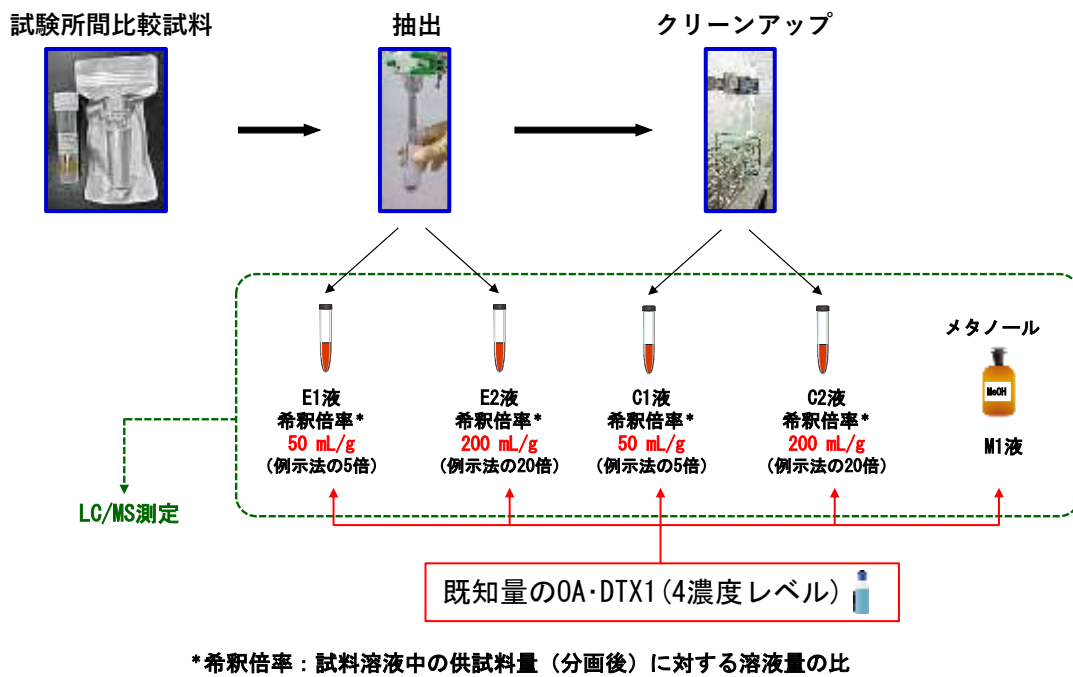 試験所間比較試料
抽出
クリーンアップ
E1液
希釈倍率*
50 mL/g
(例示法の5倍)
E2液
希釈倍率*
200 mL/g
(例示法の20倍)
C1液
希釈倍率*
50 mL/g
(例示法の5倍)
C2液
希釈倍率*
200 mL/g
(例示法の20倍)
メタノール
MeOH
M1液
LC/MS測定
既知量のOA･DTX1(4濃度レベル)
*希釈倍率：試料溶液中の供試料量（分画後）に対する溶液量の比